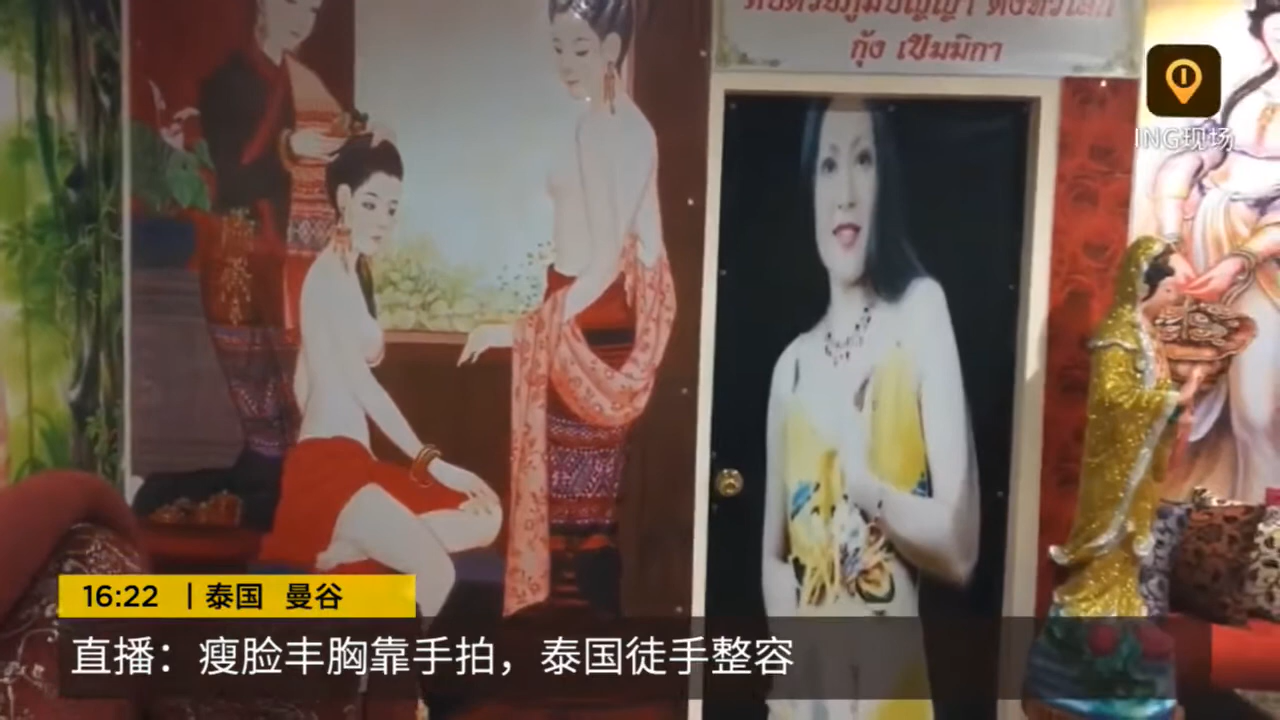 กุ้ง เปมมิกา
ING现场
16:22 | 泰国 曼谷
直播：瘦脸丰胸靠手拍，泰国徒手整容